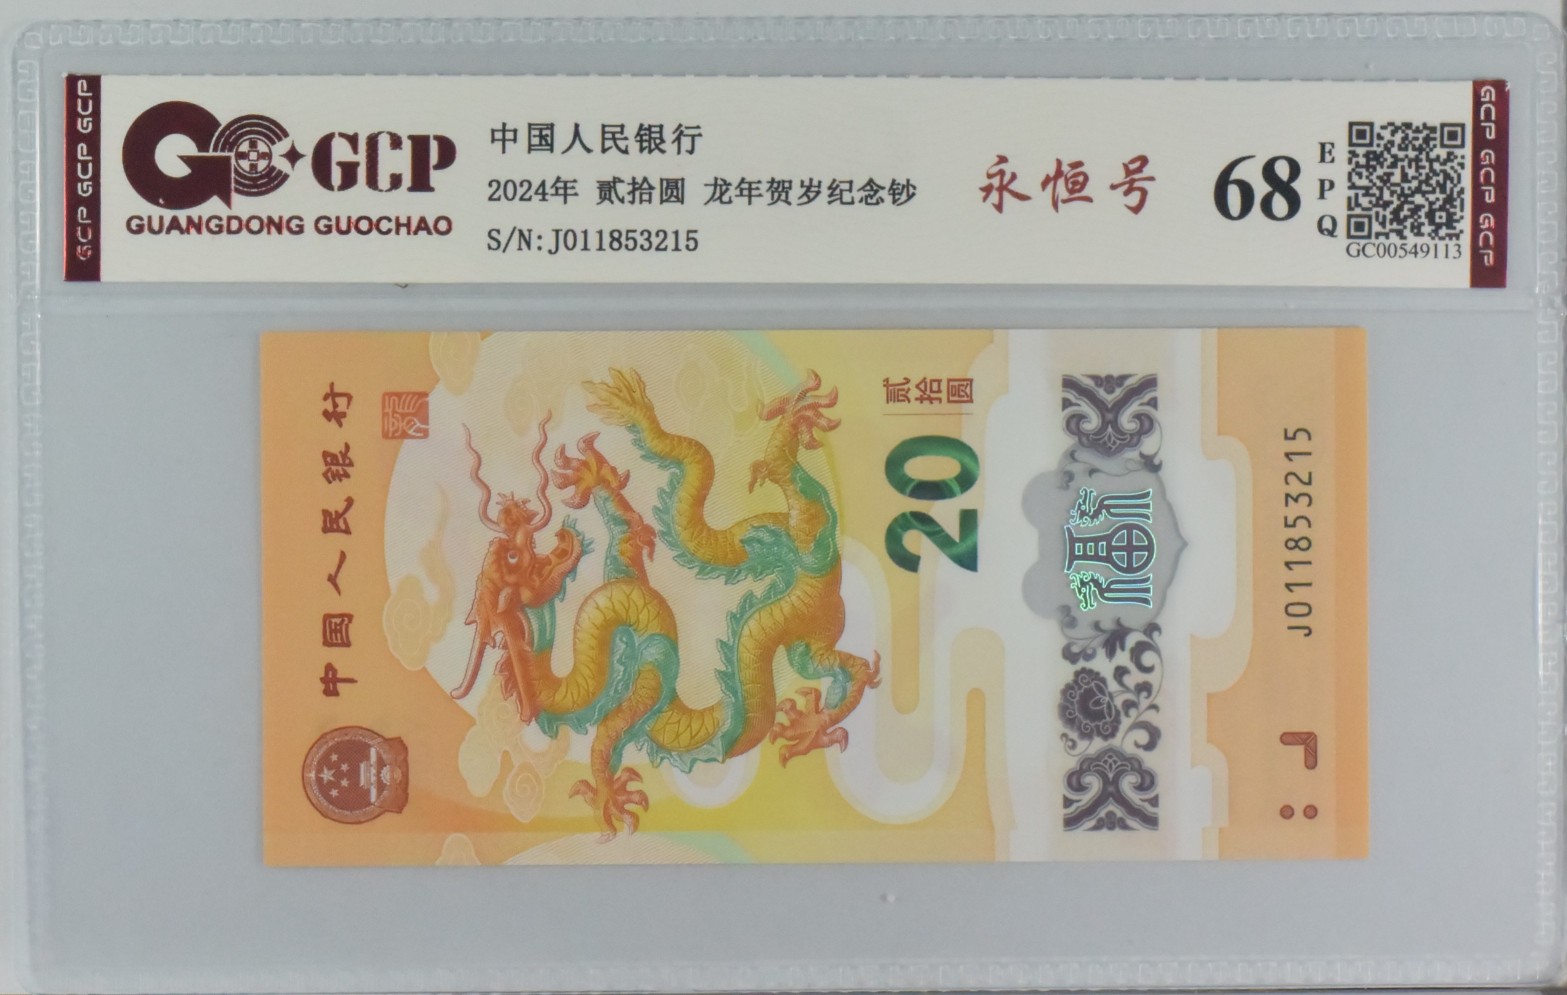 GCP GCP GCP
GCP
GUANGDONG GUOCHAO
中国人民银行
2024年 贰拾圆 龙年贺岁纪念钞
S/N:J011853215
永恒号
68
EPQ
GC00549113
GCP GCP GCP
中国人民银行
贰拾圆
20
福
J011853215